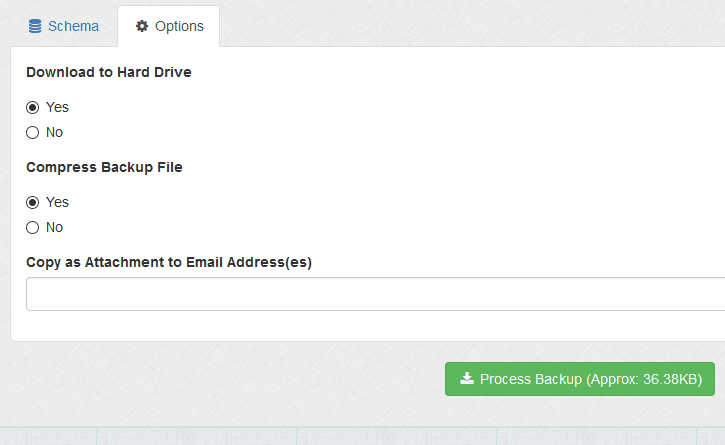 Schema Options
Download to Hard Drive
Yes
No
Compress Backup File
Yes
No
Copy as Attachment to Email Address(es)
Process Backup (Approx: 36.38KB)